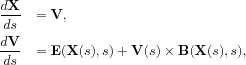 dX/ds = V,
dV/ds = E(X(s), s) + V(s) × B(X(s), s),